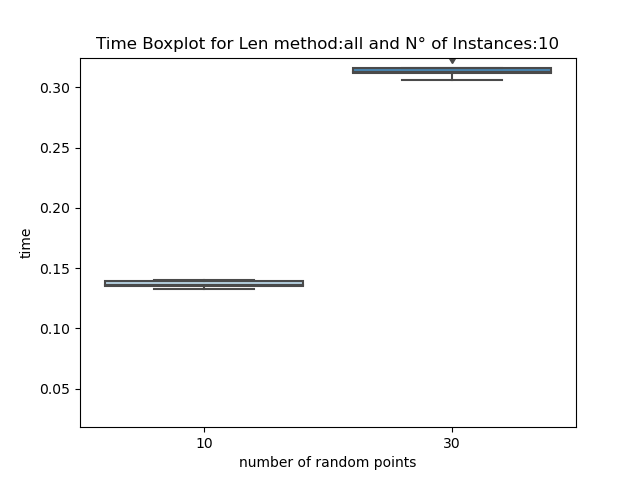 Time Boxplot for Len method:all and N° of Instances:10
0.30
0.25
0.20
0.15
0.10
0.05
time
10
30
number of random points